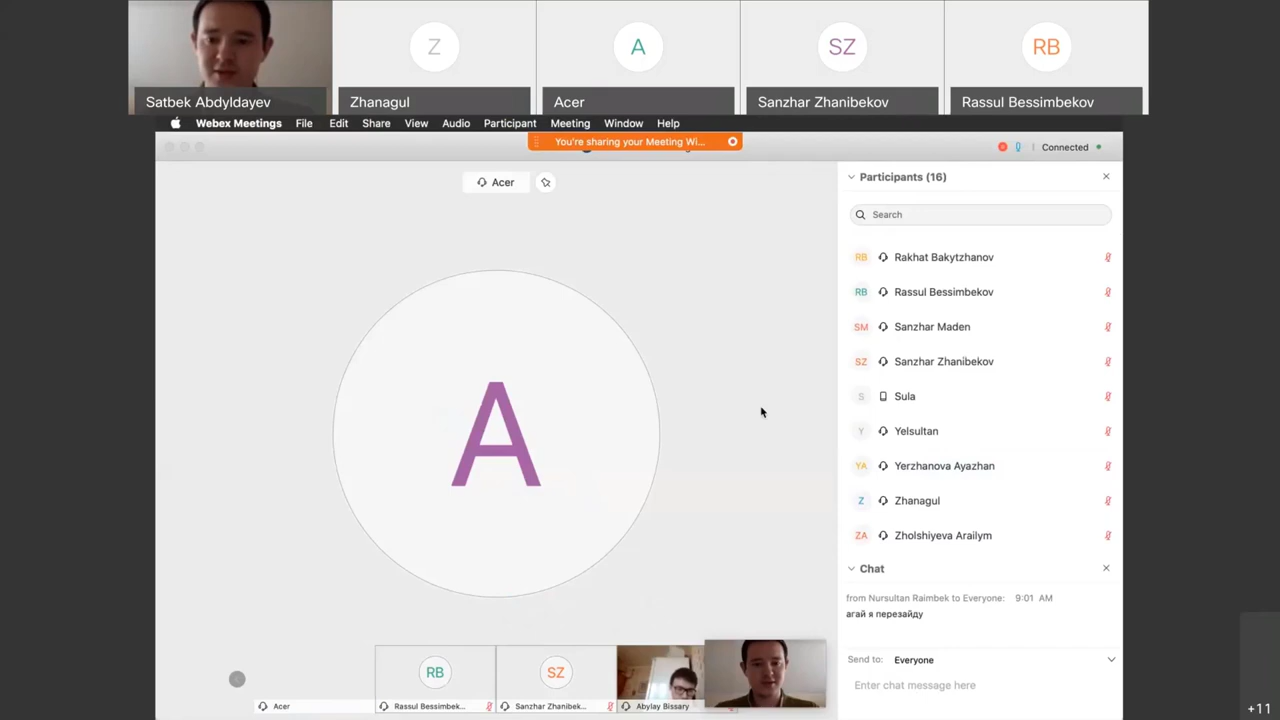 Z
A
SZ
RB
Satbek Abdyldayev
Zhanagul
Acer
Sanzhar Zhanibekov
Rassul Bessimbekov
Webex Meetings File Edit Share View Audio Participant Meeting Window Help
You're sharing your Meeting Wi...
Connected
Acer
Participants (16)
Search
RB Rakhat Bakytzhanov
RB Rassul Bessimbekov
SM Sanzhar Maden
SZ Sanzhar Zhanibekov
S Sula
Y Yelsultan
YA Yerzhanova Ayazhan
Z Zhanagul
ZA Zholshiyeva Arailym
A
Chat
from Nursultan Raimbek to Everyone: 9:01 AM
агай я перезайду
Send to: Everyone
Enter chat message here
RB
SZ
Acer
Rassul Bessimbek...
Sanzhar Zhanibek...
Abylay Bissary
+11